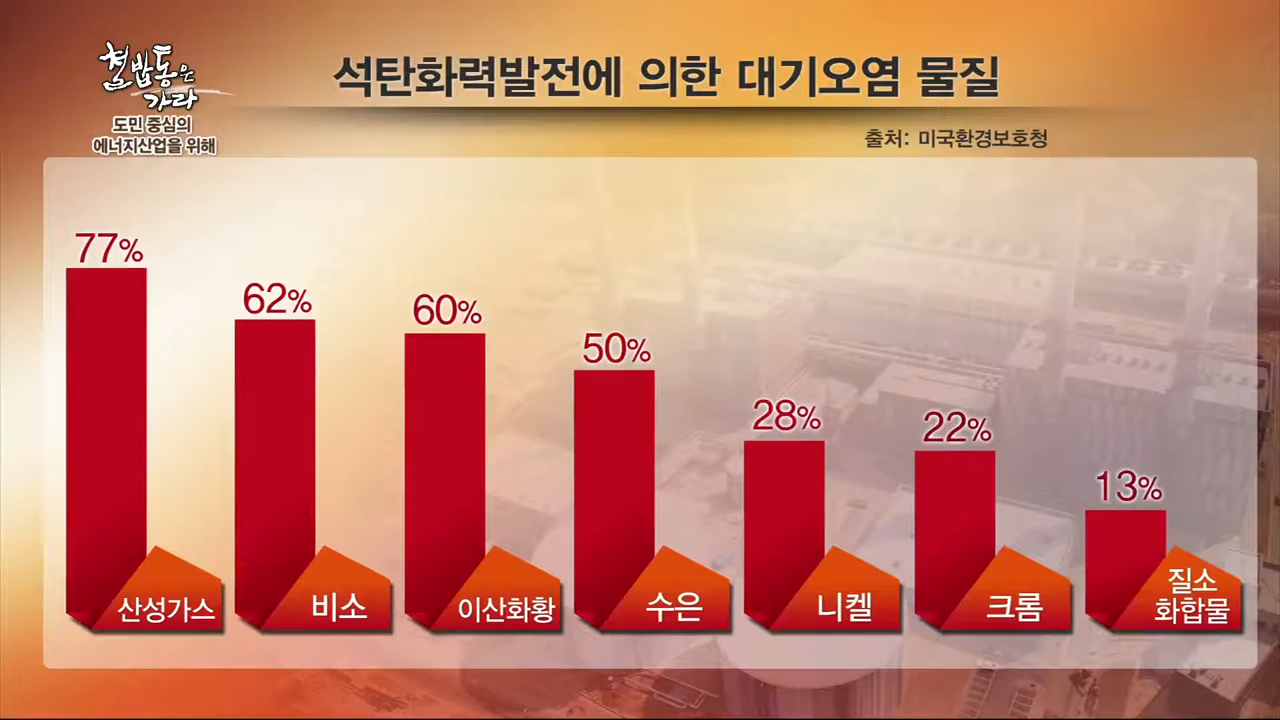 철밥통은
가라
도민 중심의
에너지산업을 위해
석탄화력발전에 의한 대기오염 물질
출처: 미국환경보호청
77%
62%
60%
50%
28%
22%
13%
산성가스
비소
이산화황
수은
니켈
크롬
질소
화합물